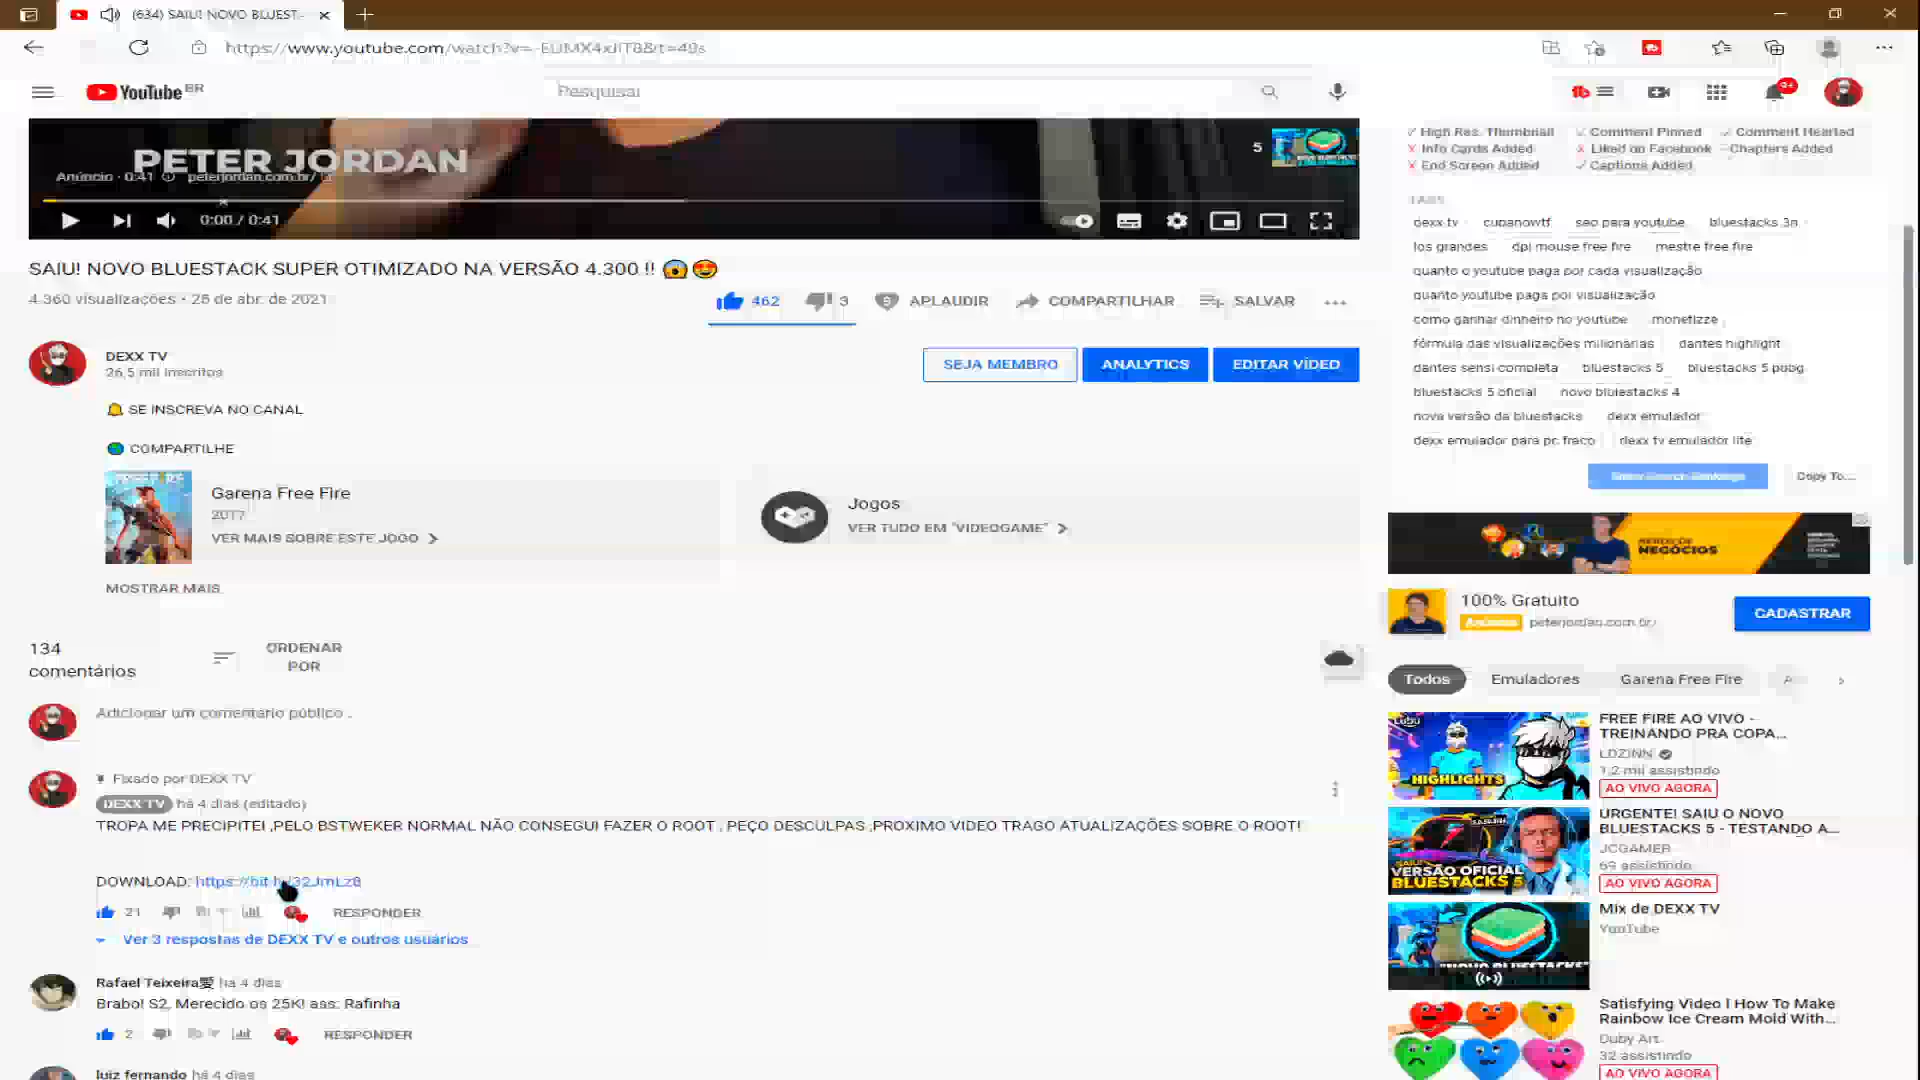 (634) SAIU! NOVO BLUEST
YouTube BR
Pesquisar
9+
PETER JORDAN
Anúncio · 0:41 peterjordan.com.br/
5
0:00 / 0:41
SAIU! NOVO BLUESTACK SUPER OTIMIZADO NA VERSÃO 4.300 !! 😱😍
4.360 visualizações • 26 de abr. de 2021
462 3 APLAUDIR COMPARTILHAR SALVAR
DEXX TV
26,5 mil inscritos
SEJA MEMBRO ANALYTICS EDITAR VÍDEO
🔔 SE INSCREVA NO CANAL
🌎 COMPARTILHE
Garena Free Fire
2017
VER MAIS SOBRE ESTE JOGO
Jogos
VER TUDO EM "VIDEOGAME"
MOSTRAR MAIS
134
comentários
ORDENAR
POR
Adicionar um comentário público...
Fixado por DEXX TV
DEXX TV há 4 dias (editado)
TROPA ME PRECIPITEI ,PELO BSTWEKER NORMAL NÃO CONSEGUI FAZER O ROOT , PEÇO DESCULPAS ,PROXIMO VIDEO TRAGO ATUALIZAÇÕES SOBRE O ROOT!
DOWNLOAD:
21 RESPONDER
Ver 3 respostas de DEXX TV e outros usuários
Rafael Teixeira愛 há 4 dias
Brabo! S2, Merecido os 25K! ass: Rafinha
2 RESPONDER
luiz fernando há 4 dias
High Res. Thumbnail Comment Pinned Comment Hearted
Info Cards Added Liked on Facebook Chapters Added
End Screen Added Captions Added
TAGS
dexx tv cupanowtf seo para youtube bluestacks 3n
los grandes dpi mouse free fire mestre free fire
quanto o youtube paga por cada visualização
quanto youtube paga por visualização
como ganhar dinheiro no youtube monetizze
fórmula das visualizações milionárias dantes highlight
dantes sensi completa bluestacks 5 bluestacks 5 pubg
bluestacks 5 oficial novo bluestacks 4
nova versão da bluestacks dexx emulador
dexx emulador para pc fraco dexx tv emulador lite
Copy To...
NEGÓCIOS
100% Gratuito
Anúncio peterjordan.com.br/
CADASTRAR
Todos Emuladores Garena Free Fire
HIGHLIGHTS
FREE FIRE AO VIVO -
TREINANDO PRA COPA...
LDZINN
1,2 mil assistindo
AO VIVO AGORA
VERSÃO OFICIAL
BLUESTACKS 5
URGENTE! SAIU O NOVO
BLUESTACKS 5 - TESTANDO A...
JCGAMER
69 assistindo
AO VIVO AGORA
"NOVO BLUESTACKS"
Mix de DEXX TV
YouTube
Satisfying Video l How To Make
Rainbow Ice Cream Mold With...
Duby Art
32 assistindo
AO VIVO AGORA